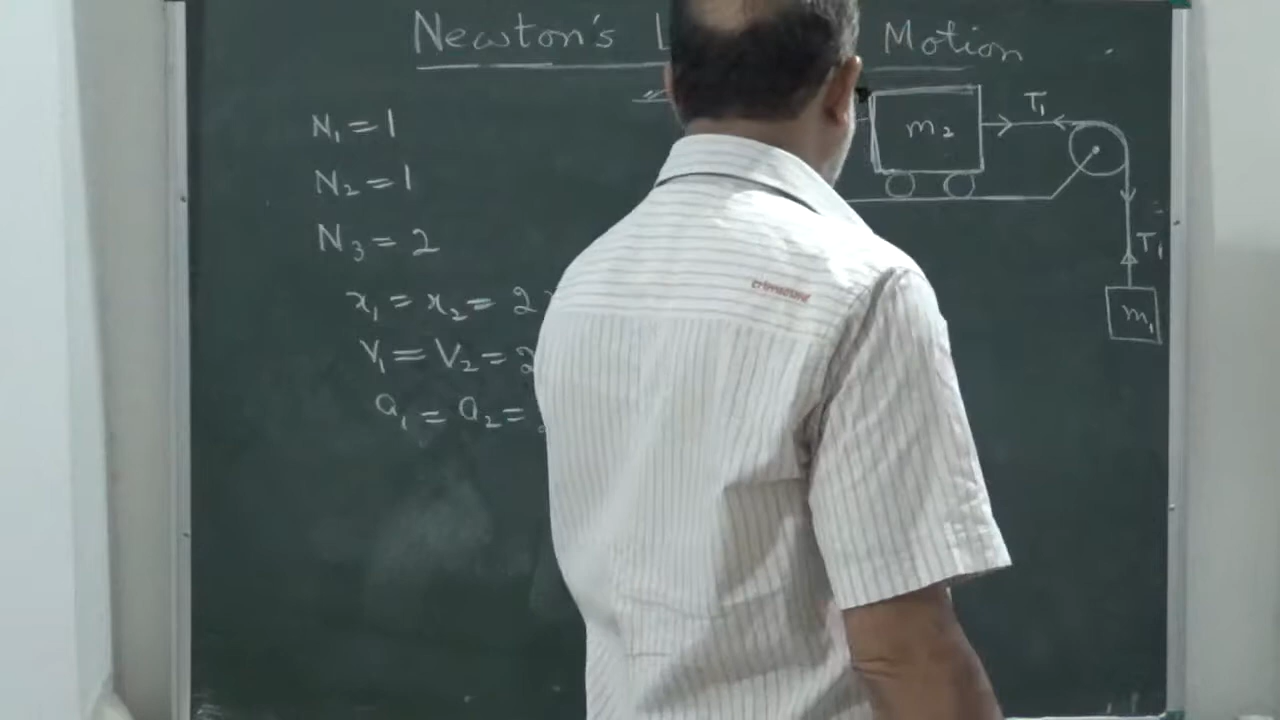 Newton's L Motion
N₁ = 1
N₂ = 1
N₃ = 2
x₁ = x₂ = 2
V₁ = V₂ = 2
a₁ = a₂ =
m₂
T₁
T₁
m₁